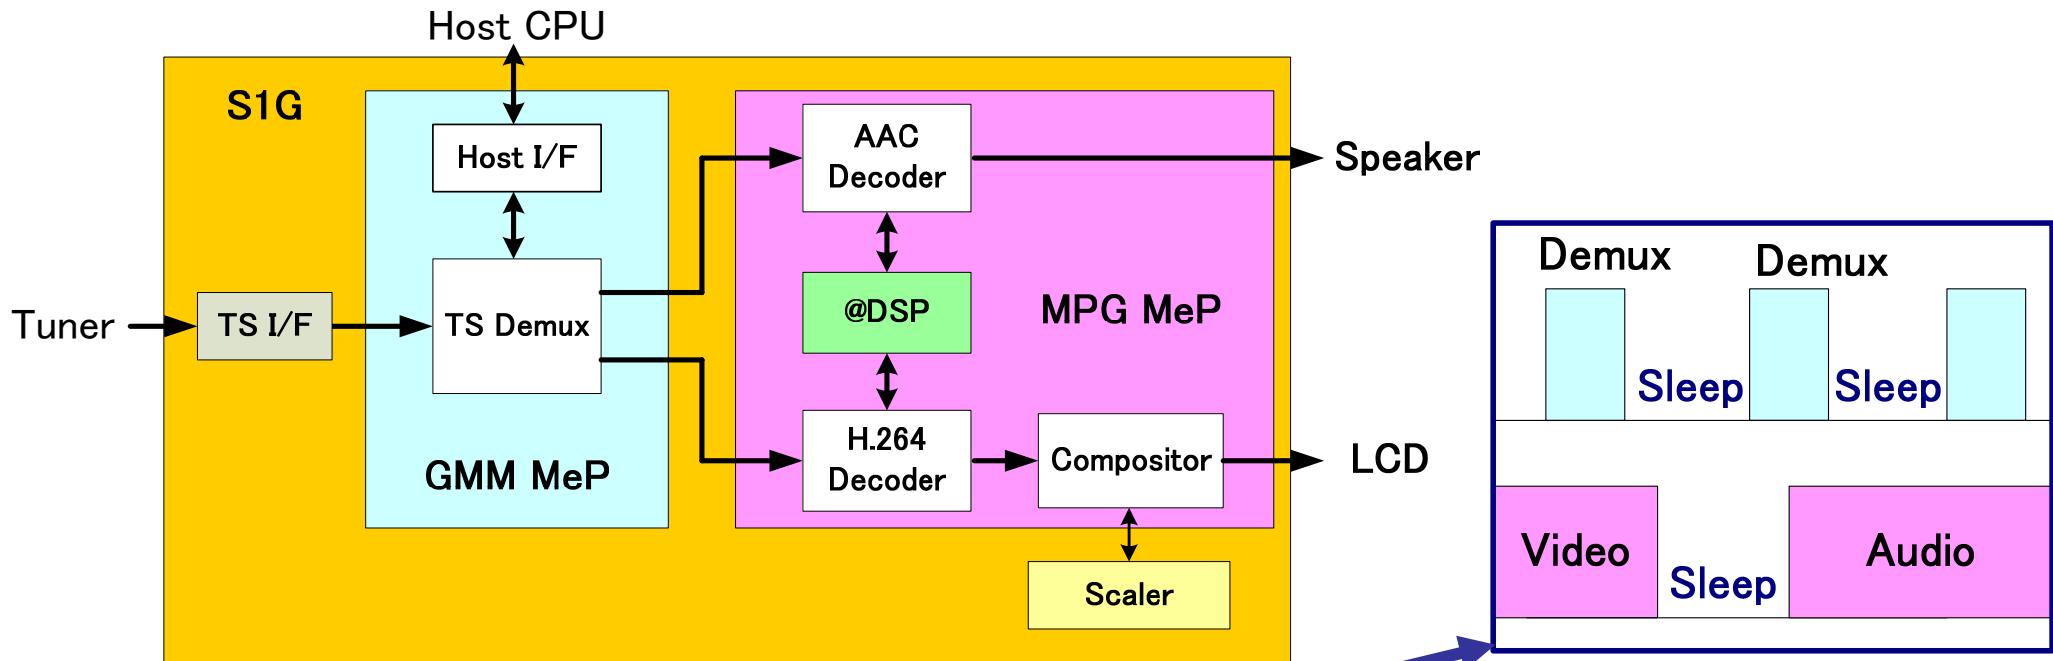 Host CPU
S1G
Host I/F
AAC
Decoder
Speaker
Tuner
TS I/F
TS Demux
@DSP
MPG MeP
GMM MeP
H.264
Decoder
Compositor
LCD
Scaler
Demux
Demux
Sleep
Sleep
Video
Sleep
Audio